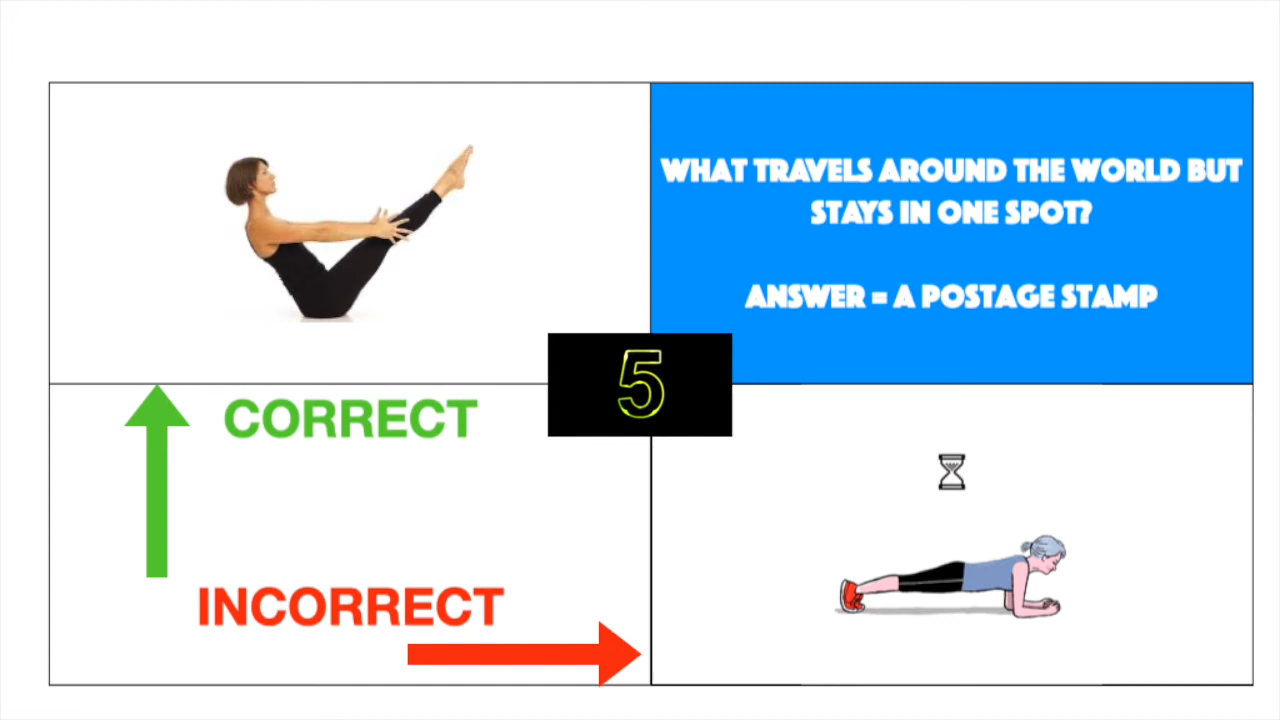 WHAT TRAVELS AROUND THE WORLD BUT
STAYS IN ONE SPOT?
ANSWER = A POSTAGE STAMP
5
CORRECT
INCORRECT